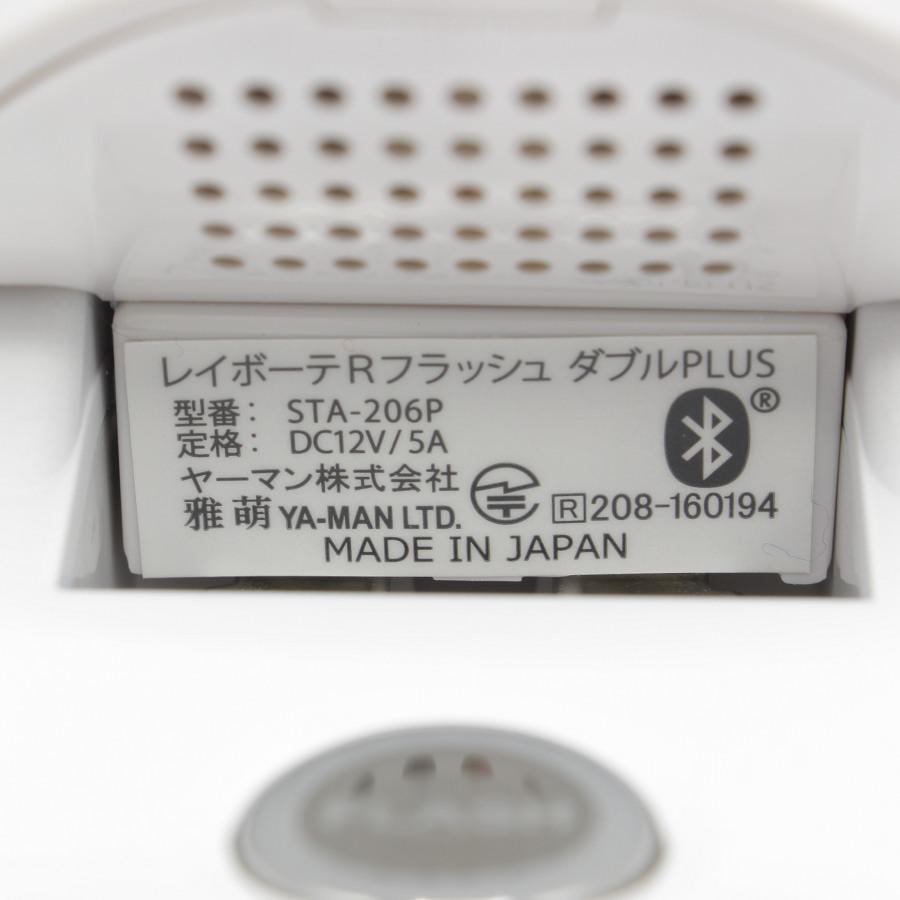 レイボーテRフラッシュ ダブルPLUS
型番： STA-206P
定格： DC12V/5A
®
ヤーマン株式会社
雅萌 YA-MAN LTD.
R 208-160194
MADE IN JAPAN